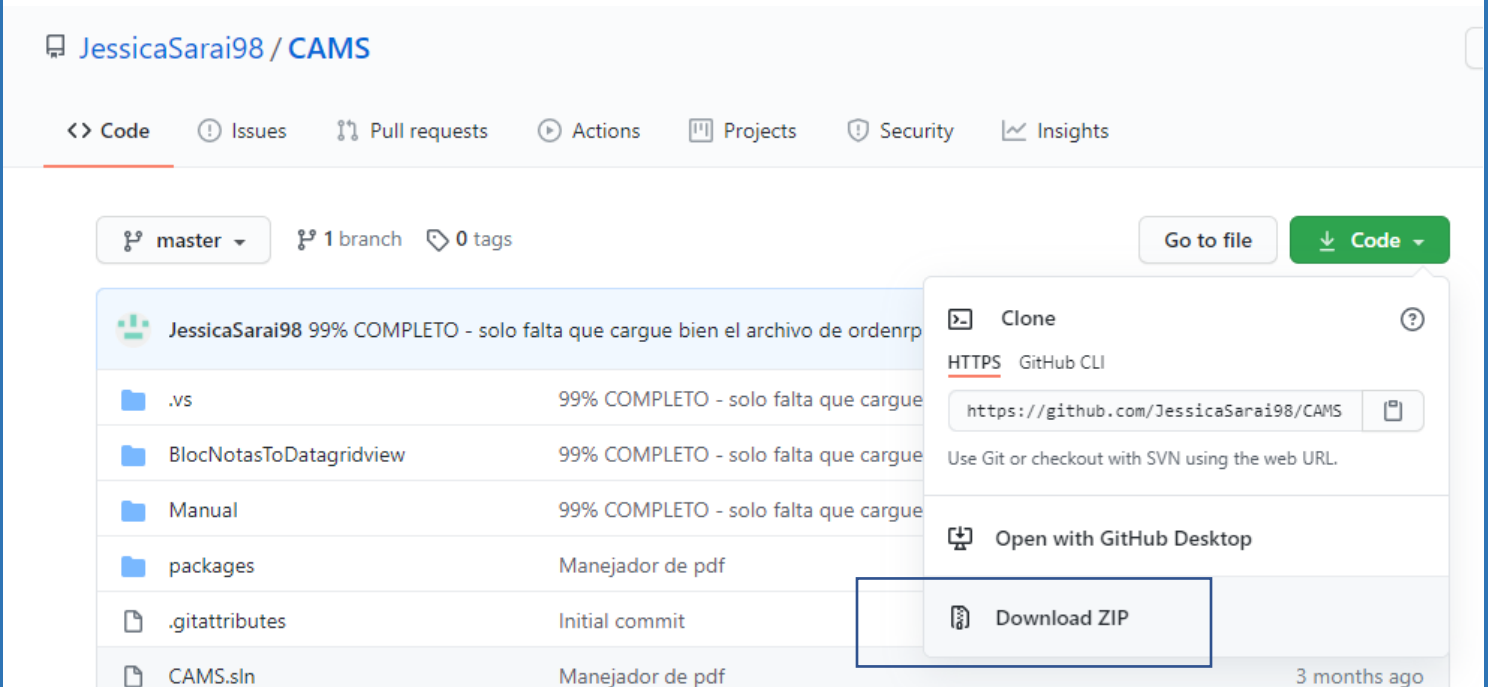 JessicaSarai98 / CAMS
Code Issues Pull requests Actions Projects Security Insights
master 1 branch 0 tags Go to file Code
JessicaSarai98 99% COMPLETO - solo falta que cargue bien el archivo de ordenrp
.vs 99% COMPLETO - solo falta que cargue
BlocNotasToDatagridview 99% COMPLETO - solo falta que cargue
Manual 99% COMPLETO - solo falta que cargue
packages Manejador de pdf
.gitattributes Initial commit
CAMS.sln Manejador de pdf 3 months ago
Clone
HTTPS GitHub CLI
https://github.com/JessicaSarai98/CAMS
Use Git or checkout with SVN using the web URL.
Open with GitHub Desktop
Download ZIP